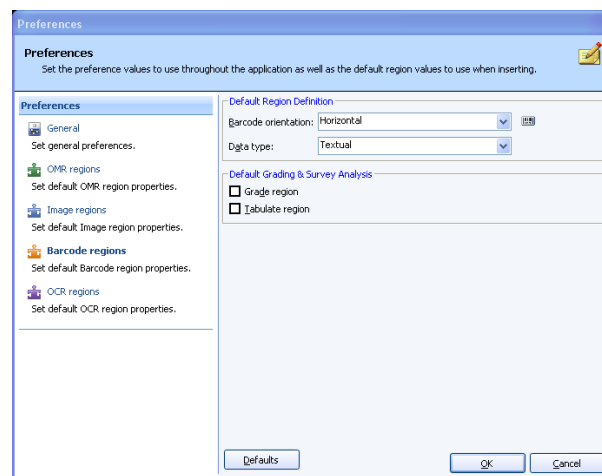 Preferences
Preferences
Set the preference values to use throughout the application as well as the default region values to use when inserting.
Preferences
General
Set general preferences.
OMR regions
Set default OMR region properties.
Image regions
Set default Image region properties.
Barcode regions
Set default Barcode region properties.
OCR regions
Set default OCR region properties.
Default Region Definition
Barcode orientation: Horizontal
Data type: Textual
Default Grading & Survey Analysis
Grade region
Tabulate region
Defaults
OK Cancel